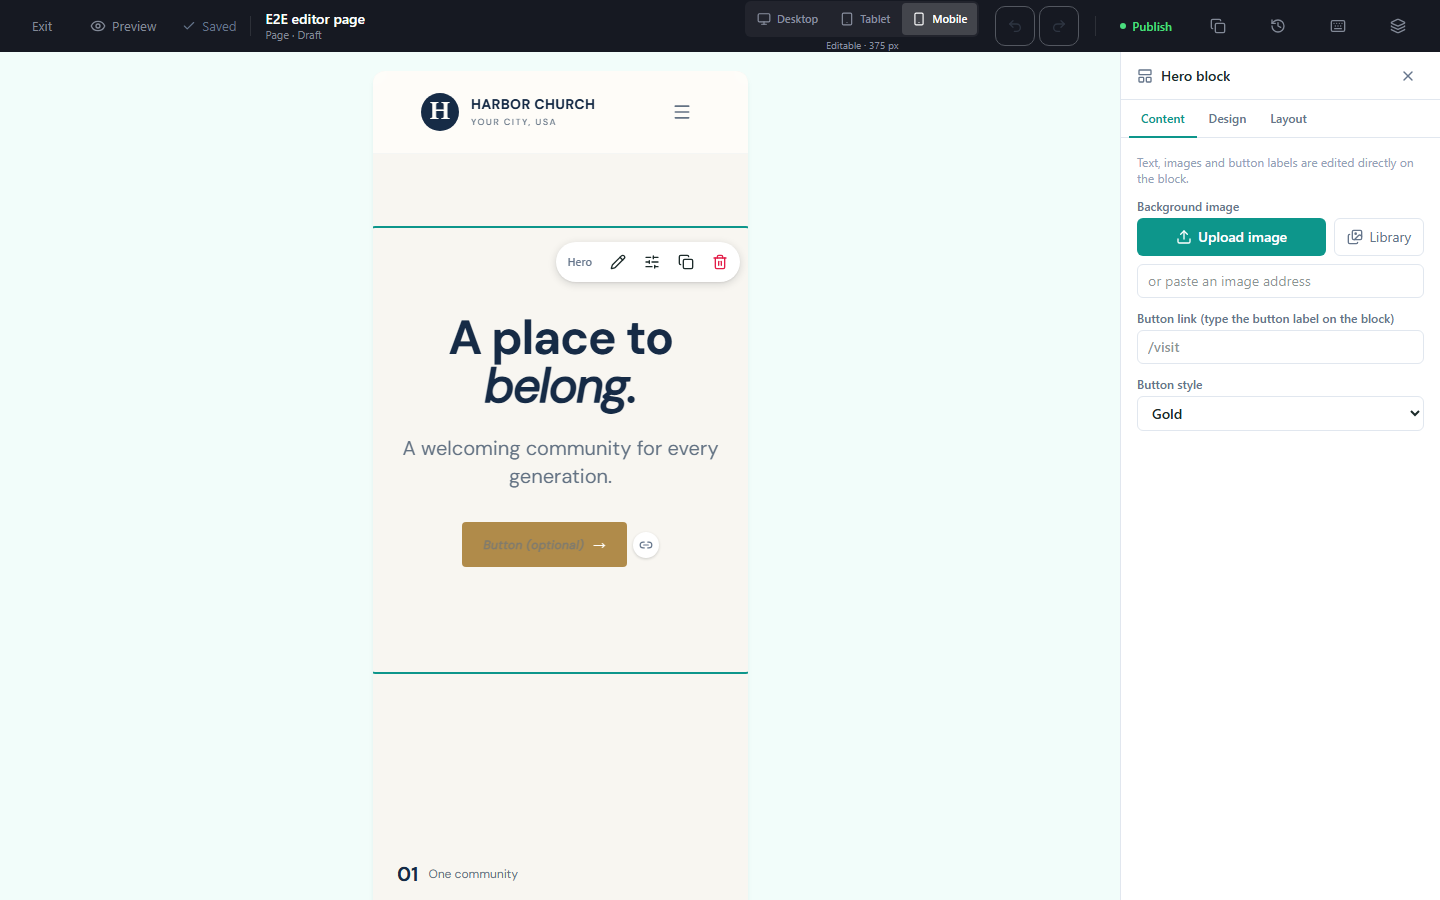 Exit
Preview
Saved
E2E editor page
Page · Draft
Desktop
Tablet
Mobile
Editable · 375 px
Publish
H
HARBOR CHURCH
YOUR CITY, USA
Hero
A place to
belong.
A welcoming community for every
generation.
Button (optional) →
01 One community
Hero block
Content
Design
Layout
Text, images and button labels are edited directly on
the block.
Background image
Upload image
Library
or paste an image address
Button link (type the button label on the block)
/visit
Button style
Gold